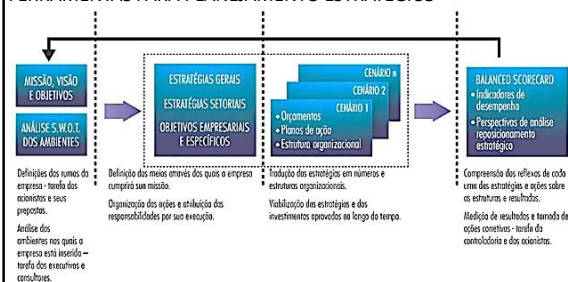 FERRAMENTAS PARA PLANEJAMENTO ESTRATÉGICO
MISSÃO, VISÃO
E OBJETIVOS
ANÁLISE S.W.O.T.
DOS AMBIENTES
Definições dos rumos da
empresa - tarefa dos
acionistas e seus
prepostos.
Análise dos
ambientes nos quais a
empresa está inserida –
tarefa dos executivos e
consultores.
ESTRATÉGIAS GERAIS
ESTRATÉGIAS SETORIAIS
OBJETIVOS EMPRESARIAIS
E ESPECÍFICOS
Definição dos meios através dos quais a empresa
cumprirá sua missão.
Organização das ações e atribuição das
responsabilidades por sua execução.
CENÁRIO n
CENÁRIO 2
CENÁRIO 1
• Orçamentos
• Planos de ação
• Estrutura organizacional
Tradução das estratégias em números e
estruturas organizacionais.
Viabilização das estratégias e dos
investimentos aprovados ao longo do tempo.
BALANCED SCORECARD
• Indicadores de
desempenho
• Perspectivas de análise
reposicionamento
estratégico
Compreensão dos reflexos de cada
uma das estratégias e ações sobre
as estruturas e resultados.
Medição de resultados e tomada de
ações corretivas - tarefa da
controladoria e dos acionistas.